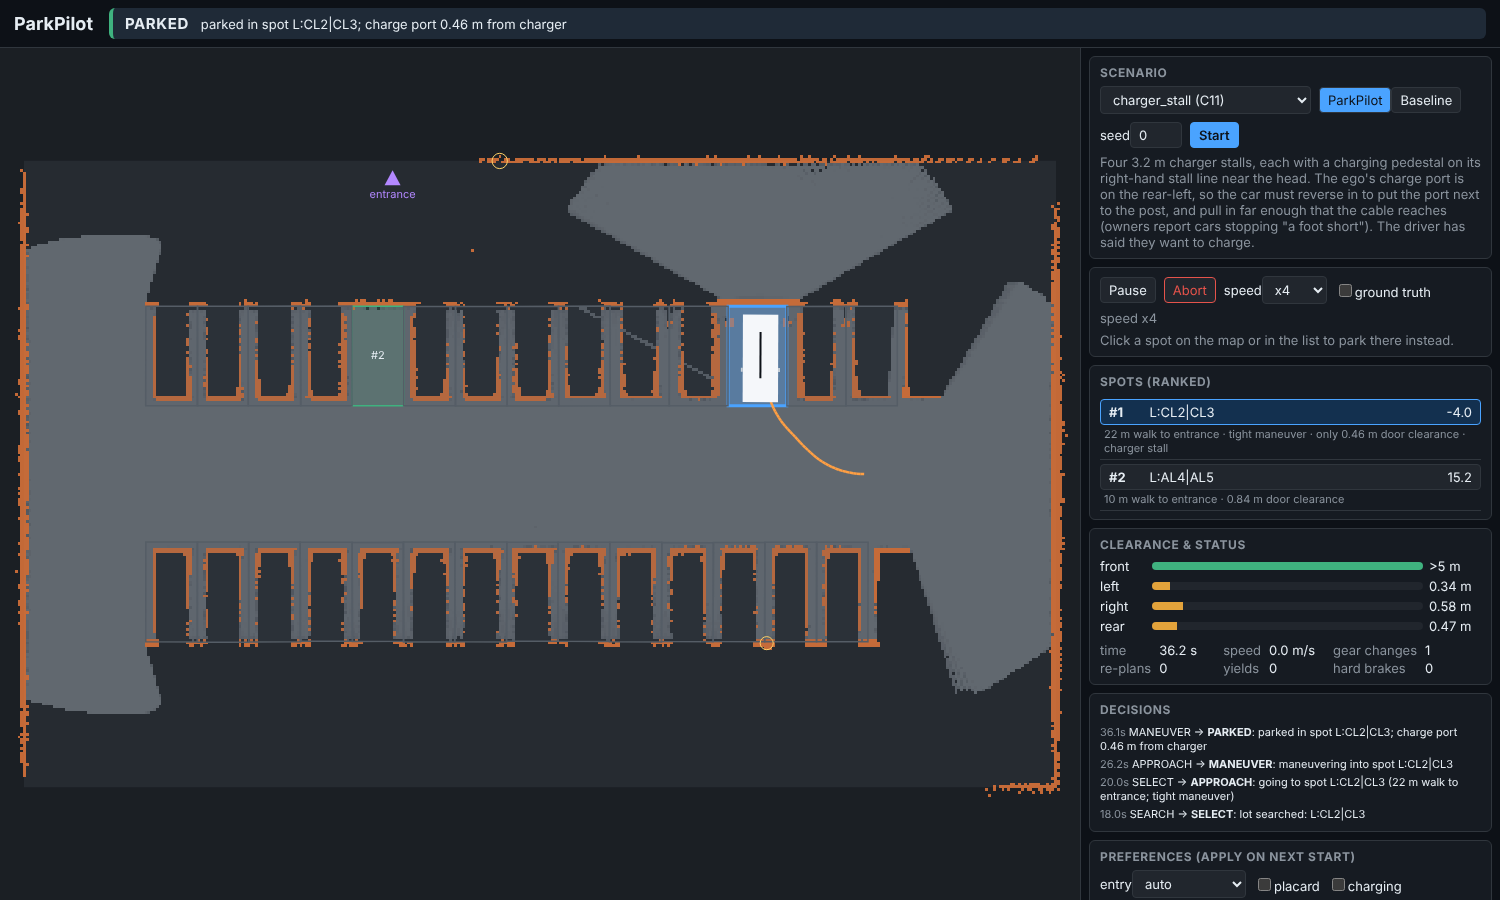 ParkPilot
PARKED parked in spot L:CL2|CL3; charge port 0.46 m from charger
entrance
#2
SCENARIO
charger_stall (C11) ParkPilot Baseline
seed 0 Start
Four 3.2 m charger stalls, each with a charging pedestal on its
right-hand stall line near the head. The ego's charge port is
on the rear-left, so the car must reverse in to put the port next
to the post, and pull in far enough that the cable reaches
(owners report cars stopping "a foot short"). The driver has
said they want to charge.
Pause Abort speed x4 ground truth
speed x4
Click a spot on the map or in the list to park there instead.
SPOTS (RANKED)
#1 L:CL2|CL3 -4.0
22 m walk to entrance · tight maneuver · only 0.46 m door clearance ·
charger stall
#2 L:AL4|AL5 15.2
10 m walk to entrance · 0.84 m door clearance
CLEARANCE & STATUS
front >5 m
left 0.34 m
right 0.58 m
rear 0.47 m
time 36.2 s speed 0.0 m/s gear changes 1
re-plans 0 yields 0 hard brakes 0
DECISIONS
36.1s MANEUVER → PARKED: parked in spot L:CL2|CL3; charge port
0.46 m from charger
26.2s APPROACH → MANEUVER: maneuvering into spot L:CL2|CL3
20.0s SELECT → APPROACH: going to spot L:CL2|CL3 (22 m walk to
entrance; tight maneuver)
18.0s SEARCH → SELECT: lot searched: L:CL2|CL3
PREFERENCES (APPLY ON NEXT START)
entry auto placard charging